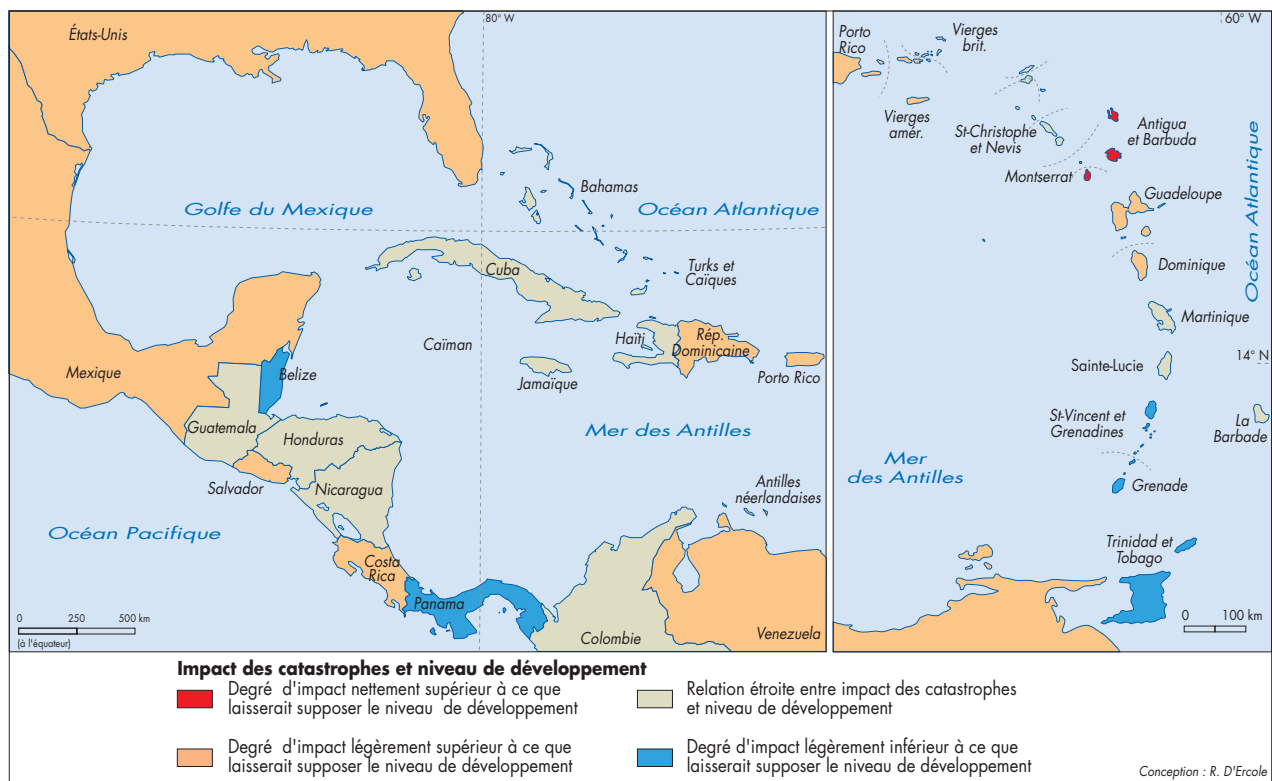 80° W
États-Unis
Golfe du Mexique
Bahamas
Océan Atlantique
Cuba
Turks et
Caïques
Caïman
Haïti
Rép.
Dominicaine
Jamaïque
Porto Rico
Mexique
Belize
Guatemala
Honduras
Mer des Antilles
Salvador
Nicaragua
Antilles
néerlandaises
Océan Pacifique
Costa
Rica
Panama
Colombie
Venezuela
0 250 500 km
(à l'équateur)
60° W
Porto
Rico
Vierges
brit.
Vierges
amér.
St-Christophe
et Nevis
Antigua
et Barbuda
Montserrat
Guadeloupe
Océan Atlantique
Dominique
Martinique
14° N
Sainte-Lucie
St-Vincent et
Grenadines
La
Barbade
Mer
des Antilles
Grenade
Trinidad et
Tobago
0 100 km
Impact des catastrophes et niveau de développement
Degré d'impact nettement supérieur à ce que
laisserait supposer le niveau de développement
Relation étroite entre impact des catastrophes
et niveau de développement
Degré d'impact légèrement supérieur à ce que
laisserait supposer le niveau de développement
Degré d'impact légèrement inférieur à ce que
laisserait supposer le niveau de développement
Conception : R. D'Ercole